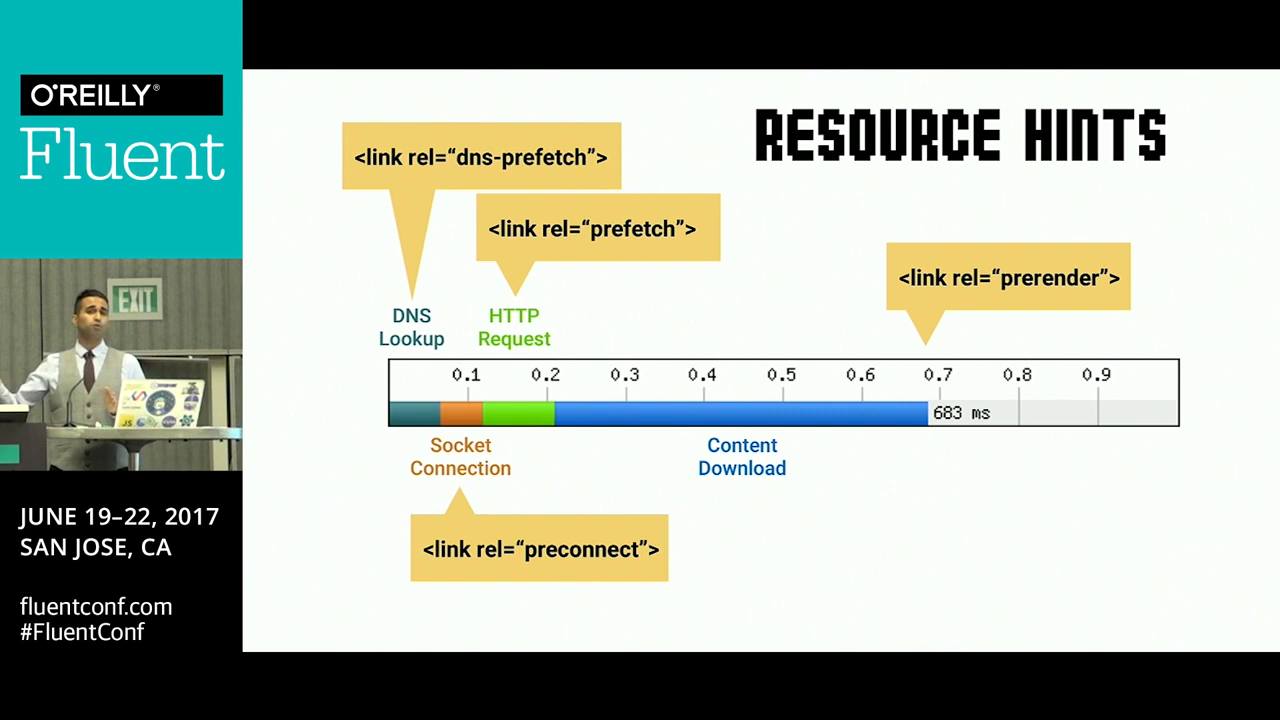 O'REILLY®
Fluent
EXIT
JS
JUNE 19–22, 2017
SAN JOSE, CA
fluentconf.com
#FluentConf
RESOURCE HINTS
<link rel=“dns-prefetch”>
<link rel=“prefetch”>
<link rel=“prerender”>
DNS
Lookup
HTTP
Request
0.1 0.2 0.3 0.4 0.5 0.6 0.7 0.8 0.9
683 ms
Socket
Connection
Content
Download
<link rel=“preconnect”>